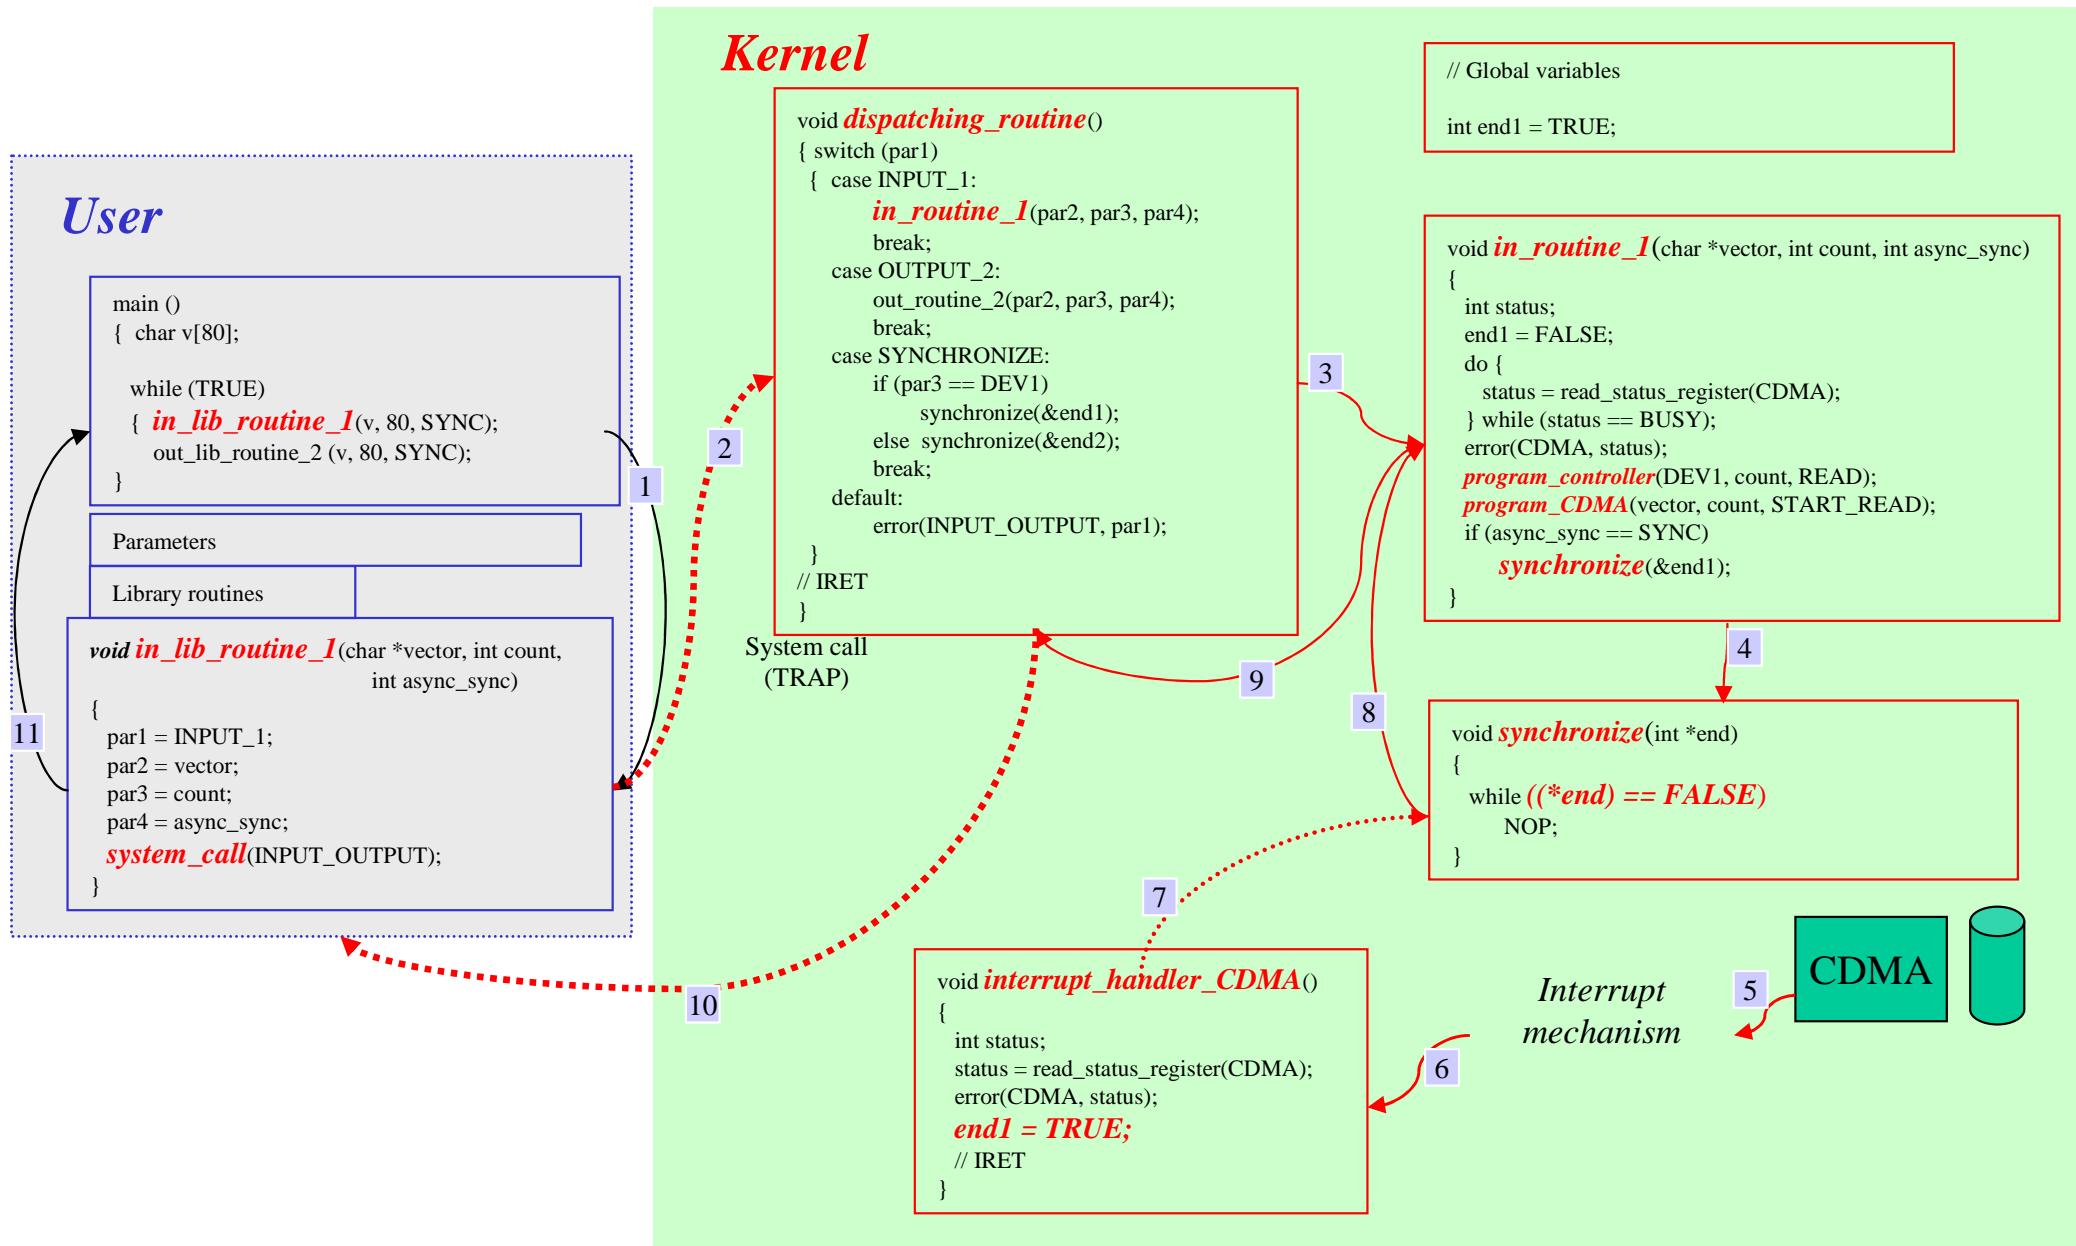 Kernel
// Global variables
int end1 = TRUE;
void dispatching_routine()
{ switch (par1)
{ case INPUT_1:
in_routine_1(par2, par3, par4);
break;
case OUTPUT_2:
out_routine_2(par2, par3, par4);
break;
case SYNCHRONIZE:
if (par3 == DEV1)
synchronize(&end1);
else synchronize(&end2);
break;
default:
error(INPUT_OUTPUT, par1);
}
// IRET
}
System call
(TRAP)
User
main ()
{ char v[80];
while (TRUE)
{ in_lib_routine_1(v, 80, SYNC);
out_lib_routine_2 (v, 80, SYNC);
}
Parameters
Library routines
void in_lib_routine_1(char *vector, int count,
int async_sync)
{
par1 = INPUT_1;
par2 = vector;
par3 = count;
par4 = async_sync;
system_call(INPUT_OUTPUT);
}
void in_routine_1(char *vector, int count, int async_sync)
{
int status;
end1 = FALSE;
do {
status = read_status_register(CDMA);
} while (status == BUSY);
error(CDMA, status);
program_controller(DEV1, count, READ);
program_CDMA(vector, count, START_READ);
if (async_sync == SYNC)
synchronize(&end1);
}
void synchronize(int *end)
{
while ((*end) == FALSE)
NOP;
}
void interrupt_handler_CDMA()
{
int status;
status = read_status_register(CDMA);
error(CDMA, status);
end1 = TRUE;
// IRET
}
Interrupt
mechanism
CDMA
1
2
3
4
5
6
7
8
9
10
11